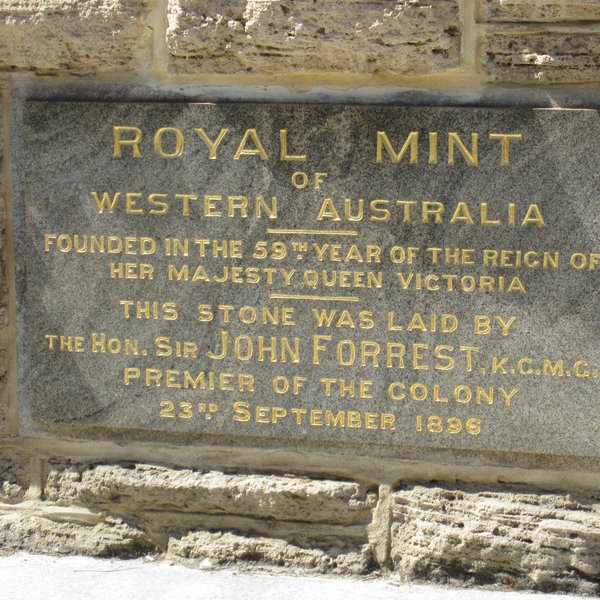 ROYAL MINT
OF
WESTERN AUSTRALIA
FOUNDED IN THE 59TH YEAR OF THE REIGN OF
HER MAJESTY QUEEN VICTORIA
THIS STONE WAS LAID BY
THE HON. SIR JOHN FORREST, K.C.M.G.
PREMIER OF THE COLONY
23RD SEPTEMBER 1896